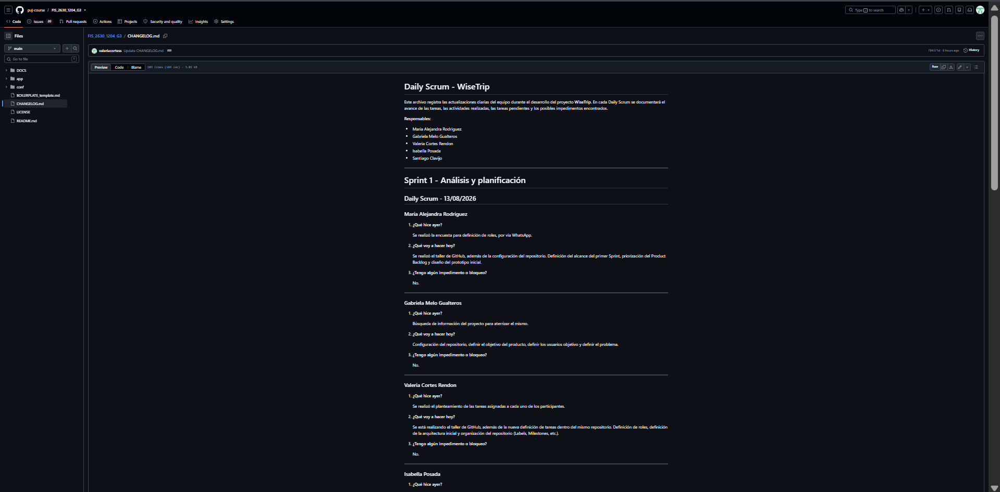 puj-course / FIS_2630_1204_G3
Type / to search
Code
Issues 20
Pull requests
Actions
Projects
Security and quality
Insights
Settings
Files
main
Go to file
DOCS
app
conf
BOILERPLATE_template.md
CHANGELOG.md
LICENSE
README.md
FIS_2630_1204_G3 / CHANGELOG.md
valeriacortess Update CHANGELOG.md
8 hours ago
History
Preview
Code
Blame
203 lines (104 loc) · 3.85 KB
Raw
Daily Scrum - WiseTrip
Este archivo registra las actualizaciones diarias del equipo durante el desarrollo del proyecto WiseTrip. En cada Daily Scrum se documentará el
avance de las tareas, las actividades realizadas, las tareas pendientes y los posibles impedimentos encontrados.
Responsables:
Maria Alejandra Rodriguez
Gabriela Melo Gualteros
Valeria Cortes Rendon
Isabella Posada
Santiago Clavijo
Sprint 1 - Análisis y planificación
Daily Scrum - 13/08/2026
María Alejandra Rodríguez
1. ¿Qué hice ayer?
Se realizó la encuesta para definición de roles, por vía WhatsApp.
2. ¿Qué voy a hacer hoy?
Se realizó el taller de GitHub, además de la configuración del repositorio. Definición del alcance del primer Sprint, priorización del Product
Backlog y diseño del prototipo inicial.
3. ¿Tengo algún impedimento o bloqueo?
No.
Gabriela Melo Gualteros
1. ¿Qué hice ayer?
Búsqueda de información del proyecto para aterrizar el mismo.
2. ¿Qué voy a hacer hoy?
Configuración del repositorio, definir el objetivo del producto, definir los usuarios objetivo y definir el problema.
3. ¿Tengo algún impedimento o bloqueo?
No.
Valeria Cortes Rendon
1. ¿Qué hice ayer?
Se realizó el planteamiento de las tareas asignadas a cada uno de los participantes.
2. ¿Qué voy a hacer hoy?
Se está realizando el taller de GitHub, además de la nueva definición de tareas dentro del mismo repositorio. Definición de roles, definición
de la arquitectura inicial y organización del repositorio (Labels, Milestones, etc.).
3. ¿Tengo algún impedimento o bloqueo?
No.
Isabella Posada
1. ¿Qué hice ayer?